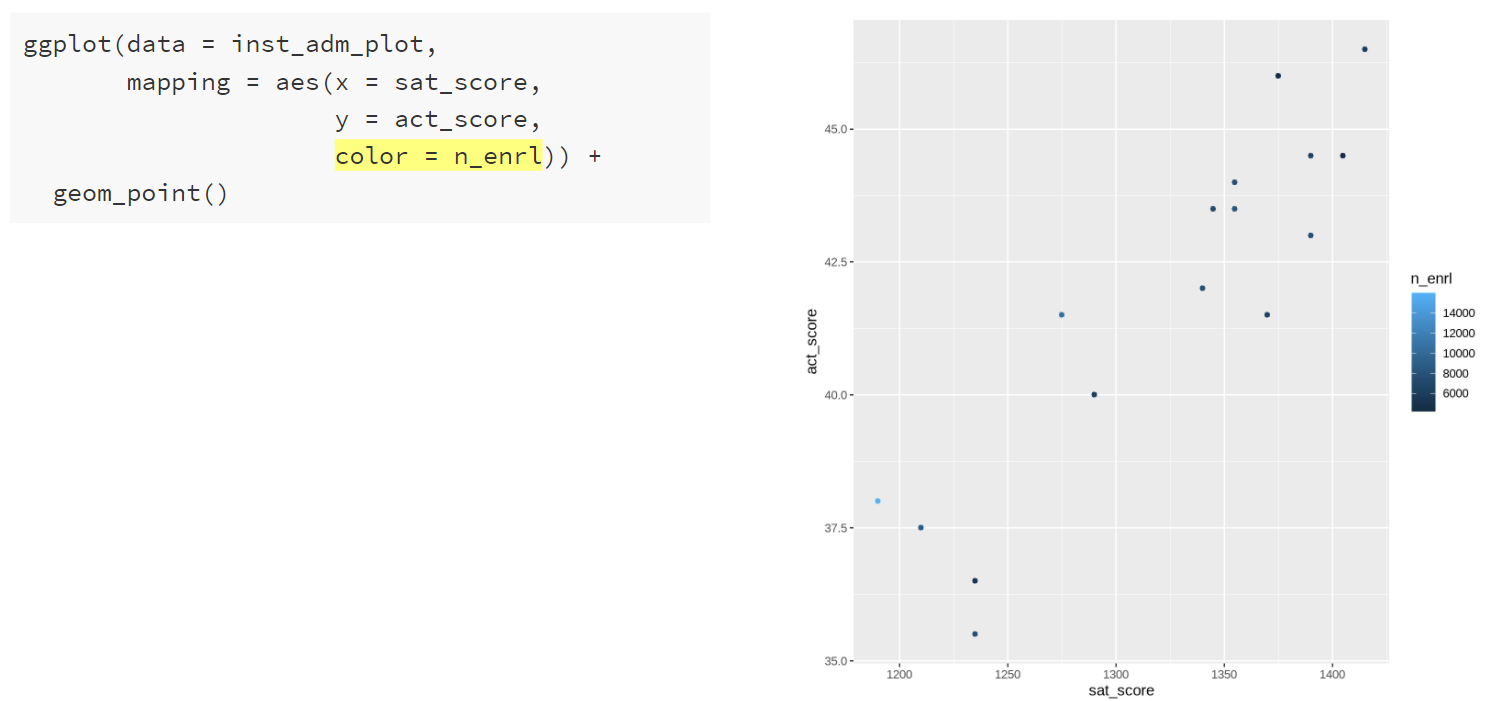 ggplot(data = inst_adm_plot,
mapping = aes(x = sat_score,
y = act_score,
color = n_enrl)) +
geom_point()
45.0
42.5
40.0
37.5
35.0
act_score
1200 1250 1300 1350 1400
sat_score
n_enrl
14000
12000
10000
8000
6000